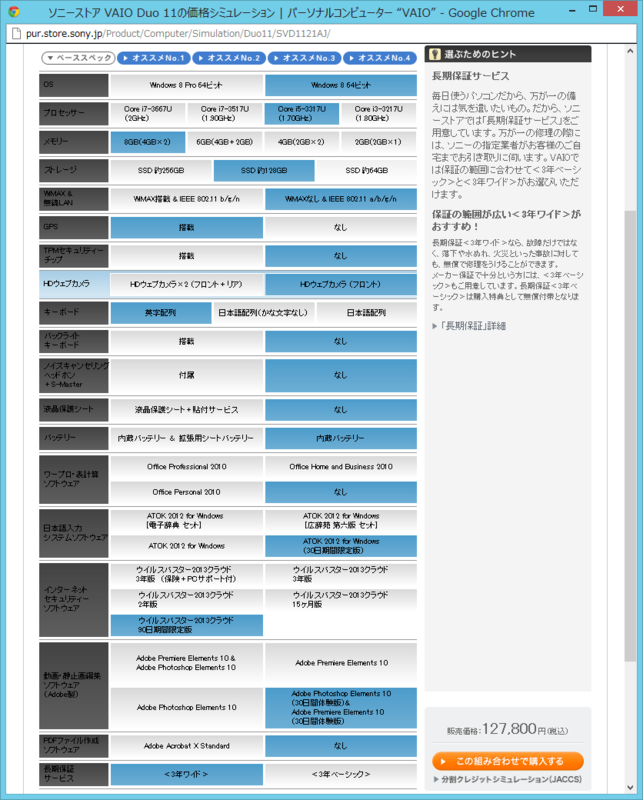 ソニーストア VAIO Duo 11の価格シミュレーション | パーソナルコンピューター “VAIO” - Google Chrome
pur.store.sony.jp/Product/Computer/Simulation/Duo11/SVD1121AJ/
ベーススペック オススメNo.1 オススメNo.2 オススメNo.3 オススメNo.4
OS Windows 8 Pro 64ビット Windows 8 64ビット
プロセッサー Core i7-3667U (2GHz) Core i7-3517U (1.90GHz) Core i5-3317U (1.70GHz) Core i3-3217U (1.80GHz)
メモリー 8GB(4GB×2) 6GB(4GB+2GB) 4GB(2GB×2) 2GB(2GB×1)
ストレージ SSD 約256GB SSD 約128GB SSD 約64GB
WiMAX & 無線LAN WiMAX搭載 & IEEE 802.11 b/g/n WiMAXなし & IEEE 802.11 a/b/g/n
GPS 搭載 なし
TPMセキュリティーチップ 搭載 なし
HDウェブカメラ HDウェブカメラ×2 (フロント+リア) HDウェブカメラ (フロント)
キーボード 英字配列 日本語配列(かな文字なし) 日本語配列
バックライトキーボード 搭載 なし
ノイズキャンセリングヘッドホン+S-Master 付属 なし
液晶保護シート 液晶保護シート+貼付サービス なし
バッテリー 内蔵バッテリー & 拡張用シートバッテリー 内蔵バッテリー
ワープロ・表計算ソフトウェア
Office Professional 2010 Office Home and Business 2010
Office Personal 2010 なし
日本語入力システムソフトウェア
ATOK 2012 for Windows [電子辞典 セット] ATOK 2012 for Windows [広辞苑 第六版 セット]
ATOK 2012 for Windows ATOK 2012 for Windows (30日期間限定版)
インターネットセキュリティーソフトウェア
ウイルスバスター2013クラウド 3年版 (保険+PCサポート付) ウイルスバスター2013クラウド 3年版
ウイルスバスター2013クラウド 2年版 ウイルスバスター2013クラウド 15ヶ月版
ウイルスバスター2013クラウド 90日期間限定版
動画・静止画編集ソフトウェア(Adobe製)
Adobe Premiere Elements 10 & Adobe Photoshop Elements 10 Adobe Premiere Elements 10
Adobe Photoshop Elements 10 Adobe Photoshop Elements 10 (30日間体験版)& Adobe Premiere Elements 10 (30日間体験版)
PDFファイル作成ソフトウェア Adobe Acrobat X Standard なし
長期保証サービス <3年ワイド> <3年ベーシック>
選ぶためのヒント
長期保証サービス
毎日使うパソコンだから、万が一の備
えには気を遣いたいもの。だから、ソニ
ーストアでは「長期保証サービス」をご
用意しています。万が一の修理の際に
は、ソニーの指定業者がお客様のご自
宅までお引き取りに伺います。VAIOで
は保証の範囲に合わせて<3年ベーシ
ック>と<3年ワイド>がお選びいただ
けます。
保証の範囲が広い<3年ワイド>が
おすすめ！
長期保証<3年ワイド>なら、故障だけではな
く、落下や水ぬれ、火災といった事故に対して
も、無償で修理をうけることができます。
メーカー保証で十分という方には、<3年ベーシ
ック>もご用意しています。長期保証<3年ベ
ーシック>は購入特典として無償付帯となりま
す。
「長期保証」詳細
販売価格:127,800円(税込)
この組み合わせで購入する
分割クレジットシミュレーション(JACCS)